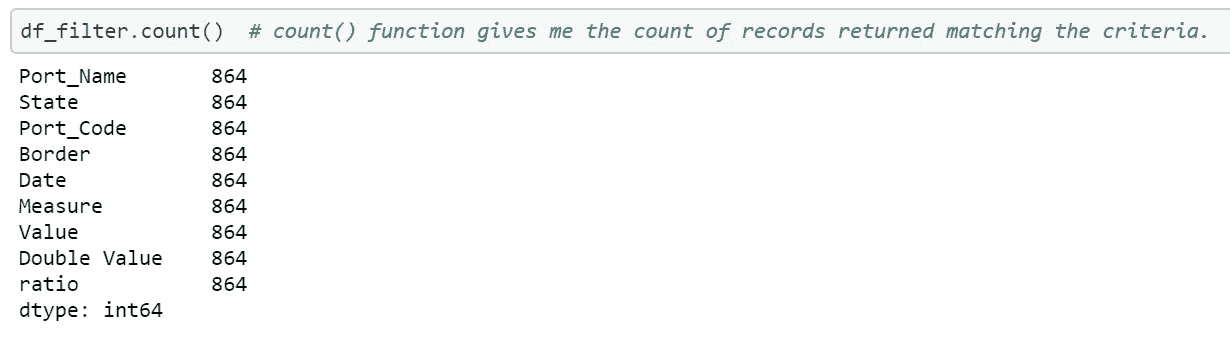 df_filter.count()  # count() function gives me the count of records returned matching the criteria.
Port_Name       864
State           864
Port_Code       864
Border          864
Date            864
Measure         864
Value           864
Double Value    864
ratio           864
dtype: int64